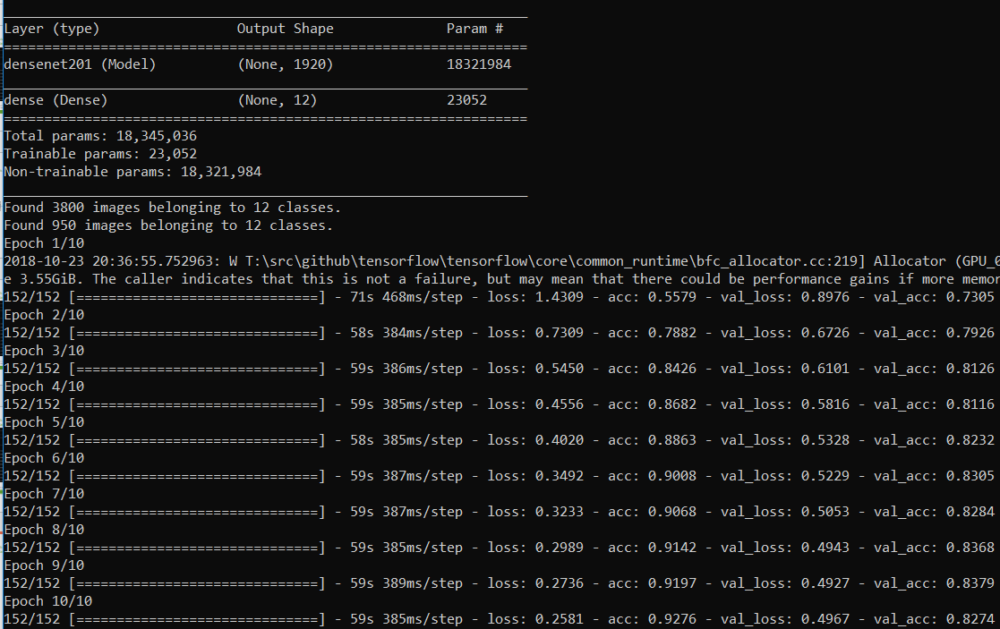 Layer (type) Output Shape Param #
=================================================================
densenet201 (Model) (None, 1920) 18321984
_________________________________________________________________
dense (Dense) (None, 12) 23052
=================================================================
Total params: 18,345,036
Trainable params: 23,052
Non-trainable params: 18,321,984
_________________________________________________________________
Found 3800 images belonging to 12 classes.
Found 950 images belonging to 12 classes.
Epoch 1/10
2018-10-23 20:36:55.752963: W T:\src\github\tensorflow\tensorflow\core\common_runtime\bfc_allocator.cc:219] Allocator (GPU_0
e 3.55GiB. The caller indicates that this is not a failure, but may mean that there could be performance gains if more memor
152/152 [==============================] - 71s 468ms/step - loss: 1.4309 - acc: 0.5579 - val_loss: 0.8976 - val_acc: 0.7305
Epoch 2/10
152/152 [==============================] - 58s 384ms/step - loss: 0.7309 - acc: 0.7882 - val_loss: 0.6726 - val_acc: 0.7926
Epoch 3/10
152/152 [==============================] - 59s 386ms/step - loss: 0.5450 - acc: 0.8426 - val_loss: 0.6101 - val_acc: 0.8126
Epoch 4/10
152/152 [==============================] - 59s 385ms/step - loss: 0.4556 - acc: 0.8682 - val_loss: 0.5816 - val_acc: 0.8116
Epoch 5/10
152/152 [==============================] - 58s 385ms/step - loss: 0.4020 - acc: 0.8863 - val_loss: 0.5328 - val_acc: 0.8232
Epoch 6/10
152/152 [==============================] - 59s 387ms/step - loss: 0.3492 - acc: 0.9008 - val_loss: 0.5229 - val_acc: 0.8305
Epoch 7/10
152/152 [==============================] - 59s 387ms/step - loss: 0.3233 - acc: 0.9068 - val_loss: 0.5053 - val_acc: 0.8284
Epoch 8/10
152/152 [==============================] - 59s 385ms/step - loss: 0.2989 - acc: 0.9142 - val_loss: 0.4943 - val_acc: 0.8368
Epoch 9/10
152/152 [==============================] - 59s 389ms/step - loss: 0.2736 - acc: 0.9197 - val_loss: 0.4927 - val_acc: 0.8379
Epoch 10/10
152/152 [==============================] - 59s 385ms/step - loss: 0.2581 - acc: 0.9276 - val_loss: 0.4967 - val_acc: 0.8274